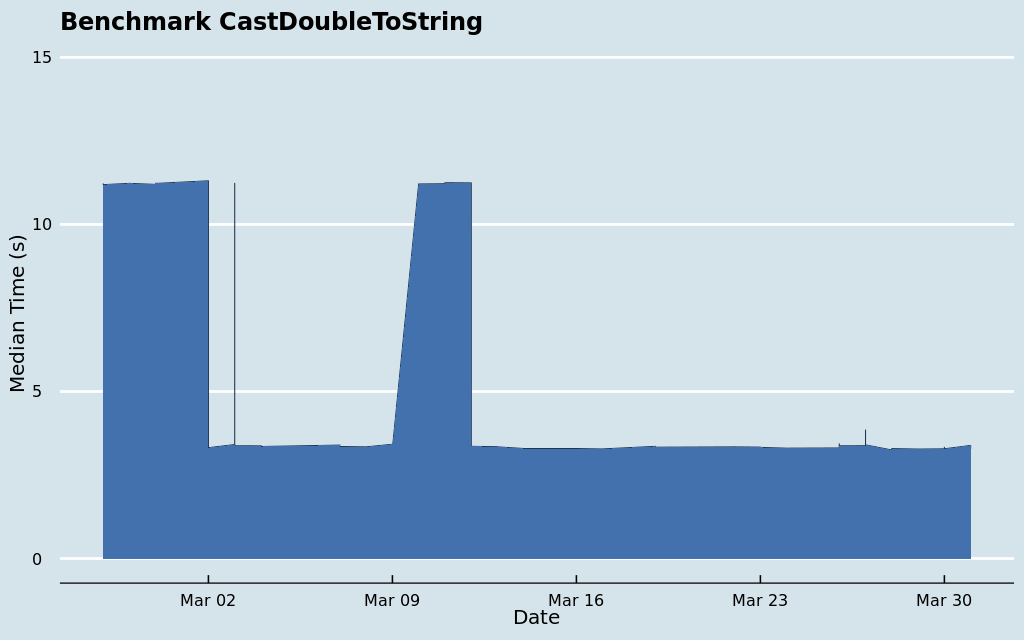 Benchmark CastDoubleToString
15
10
5
0
Median Time (s)
Mar 02
Mar 09
Mar 16
Mar 23
Mar 30
Date